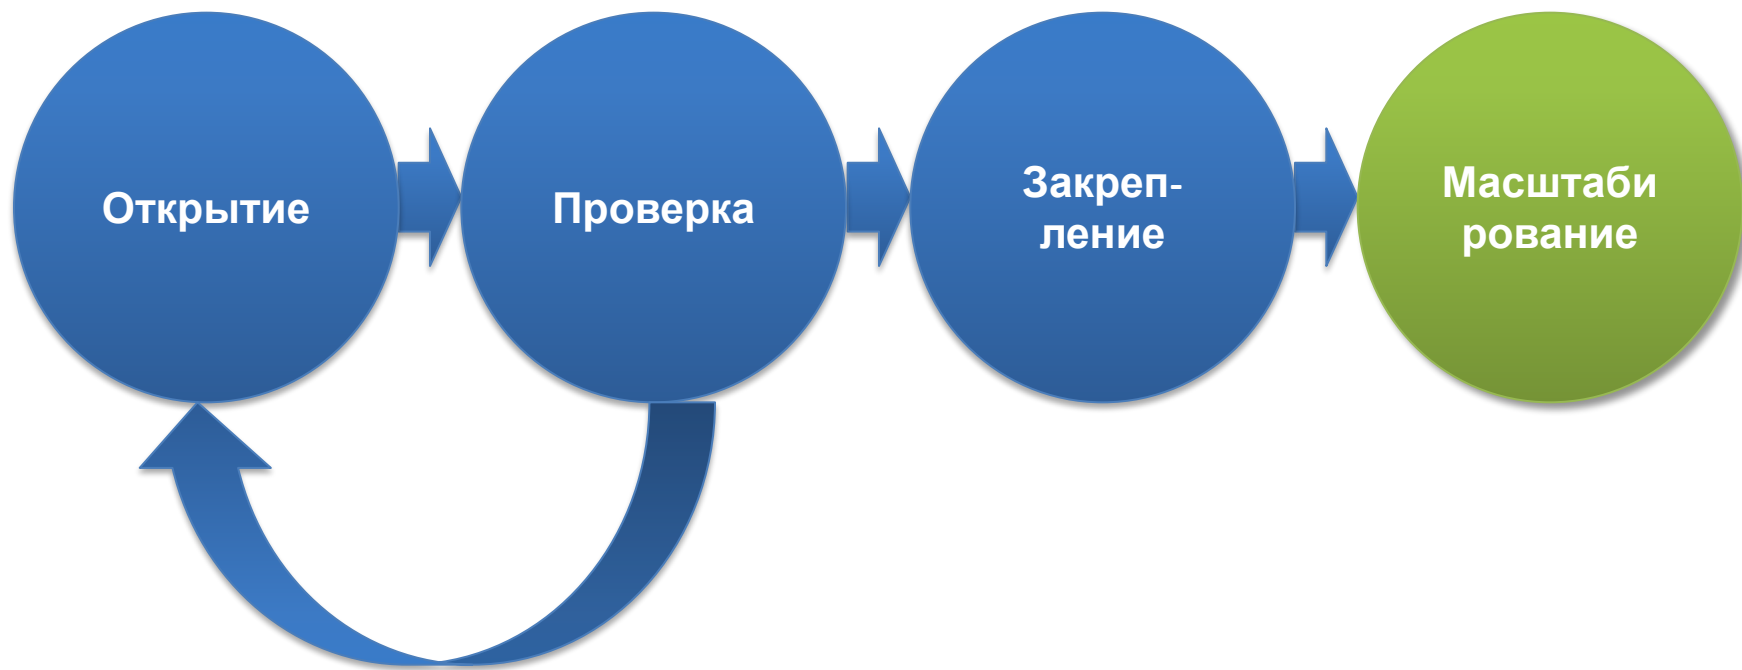 Открытие
Проверка
Закреп-
ление
Масштаби
рование